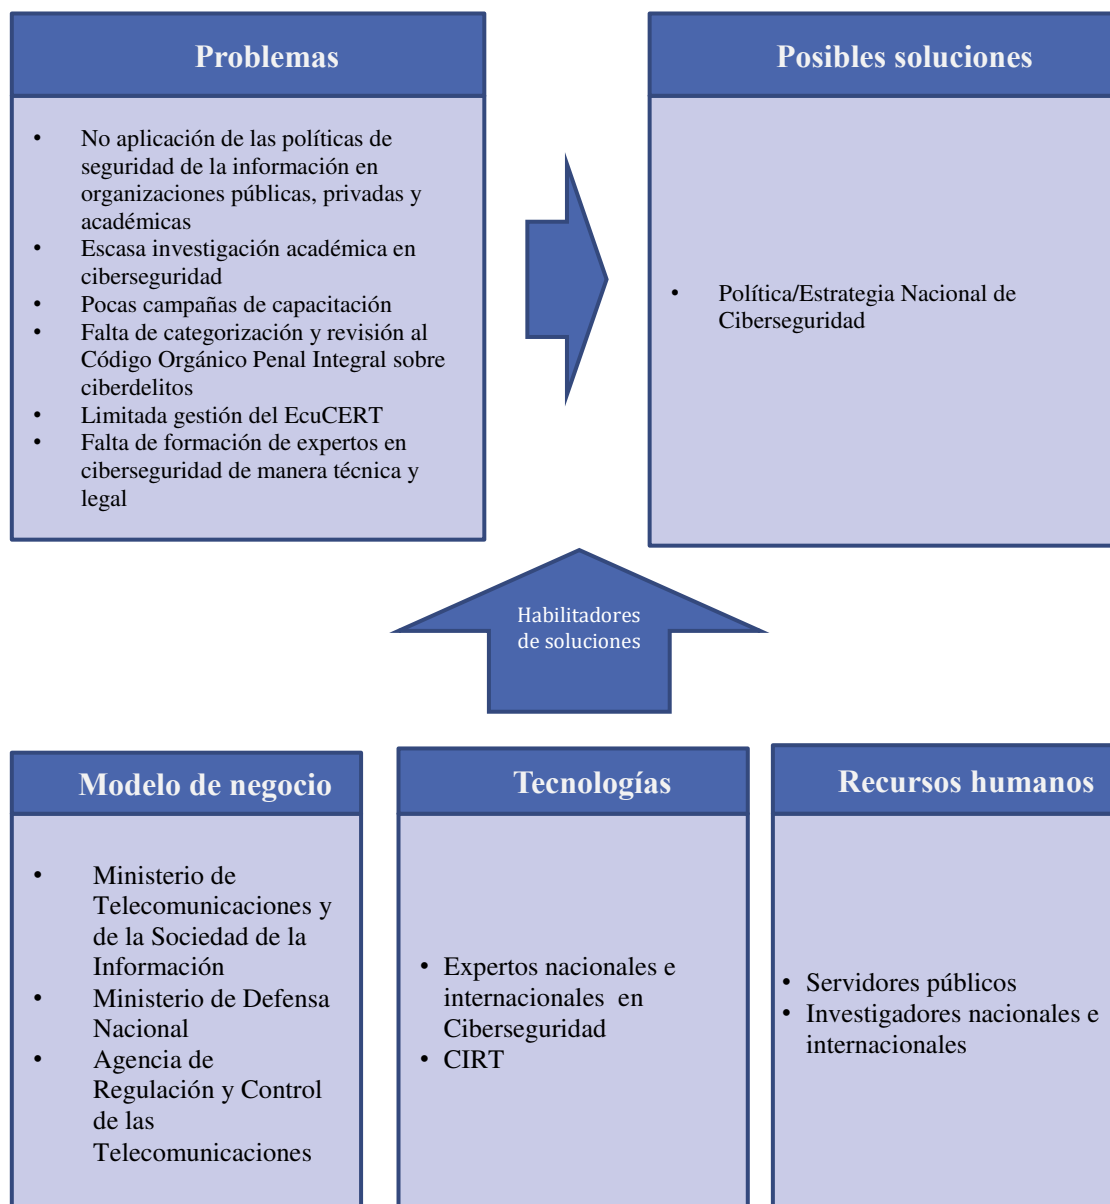 Problemas
• No aplicación de las políticas de
seguridad de la información en
organizaciones públicas, privadas y
académicas
• Escasa investigación académica en
ciberseguridad
• Pocas campañas de capacitación
• Falta de categorización y revisión al
Código Orgánico Penal Integral sobre
ciberdelitos
• Limitada gestión del EcuCERT
• Falta de formación de expertos en
ciberseguridad de manera técnica y
legal
Posibles soluciones
• Política/Estrategia Nacional de
Ciberseguridad
Habilitadores
de soluciones
Modelo de negocio
• Ministerio de
Telecomunicaciones y
de la Sociedad de la
Información
• Ministerio de Defensa
Nacional
• Agencia de
Regulación y Control
de las
Telecomunicaciones
Tecnologías
• Expertos nacionales e
internacionales en
Ciberseguridad
• CIRT
Recursos humanos
• Servidores públicos
• Investigadores nacionales e
internacionales